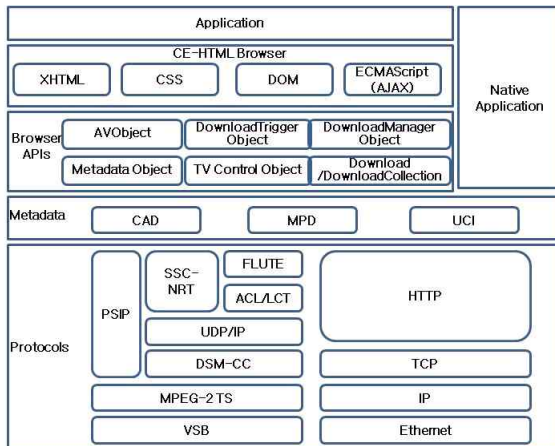 Application
CE-HTML Browser
XHTML
CSS
DOM
ECMAScript
(AJAX)
Native
Application
Browser
APIs
AVObject
DownloadTrigger
Object
DownloadManager
Object
Metadata Object
TV Control Object
Download
/DownloadCollection
Metadata
CAD
MPD
UCI
Protocols
PSIP
SSC-
NRT
FLUTE
ACL/LCT
HTTP
UDP/IP
DSM-CC
TCP
MPEG-2 TS
IP
VSB
Ethernet